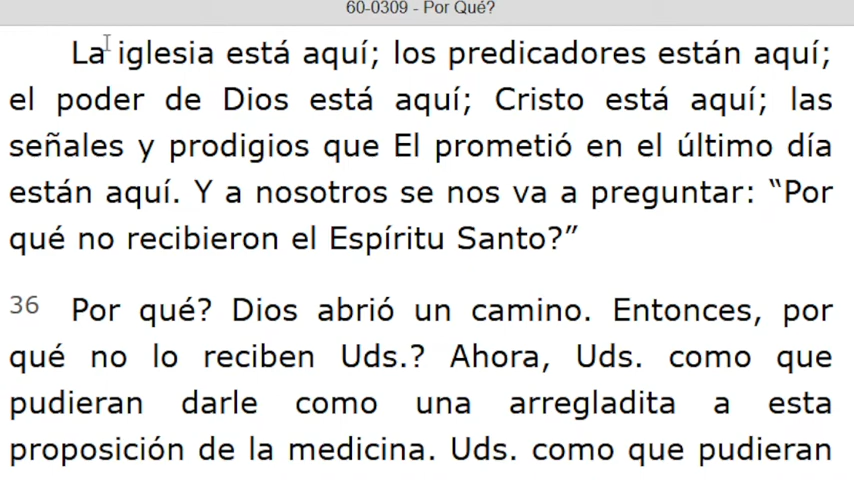 60-0309 - Por Qué?
La iglesia está aquí; los predicadores están aquí;
el poder de Dios está aquí; Cristo está aquí; las
señales y prodigios que El prometió en el último día
están aquí. Y a nosotros se nos va a preguntar: “Por
qué no recibieron el Espíritu Santo?”
36 Por qué? Dios abrió un camino. Entonces, por
qué no lo reciben Uds.? Ahora, Uds. como que
pudieran darle como una arregladita a esta
proposición de la medicina. Uds. como que pudieran